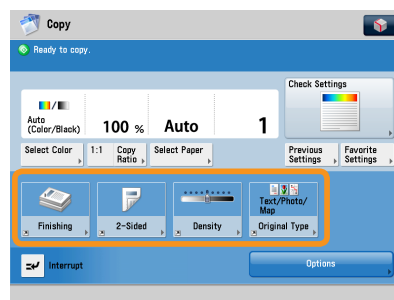 Copy
Ready to copy.
Check Settings
Auto
(Color/Black)
100 %
Auto
1
Select Color
1:1
Copy
Ratio
Select Paper
Previous
Settings
Favorite
Settings
Text/Photo/
Map
Finishing
2-Sided
Density
Original Type
Interrupt
Options